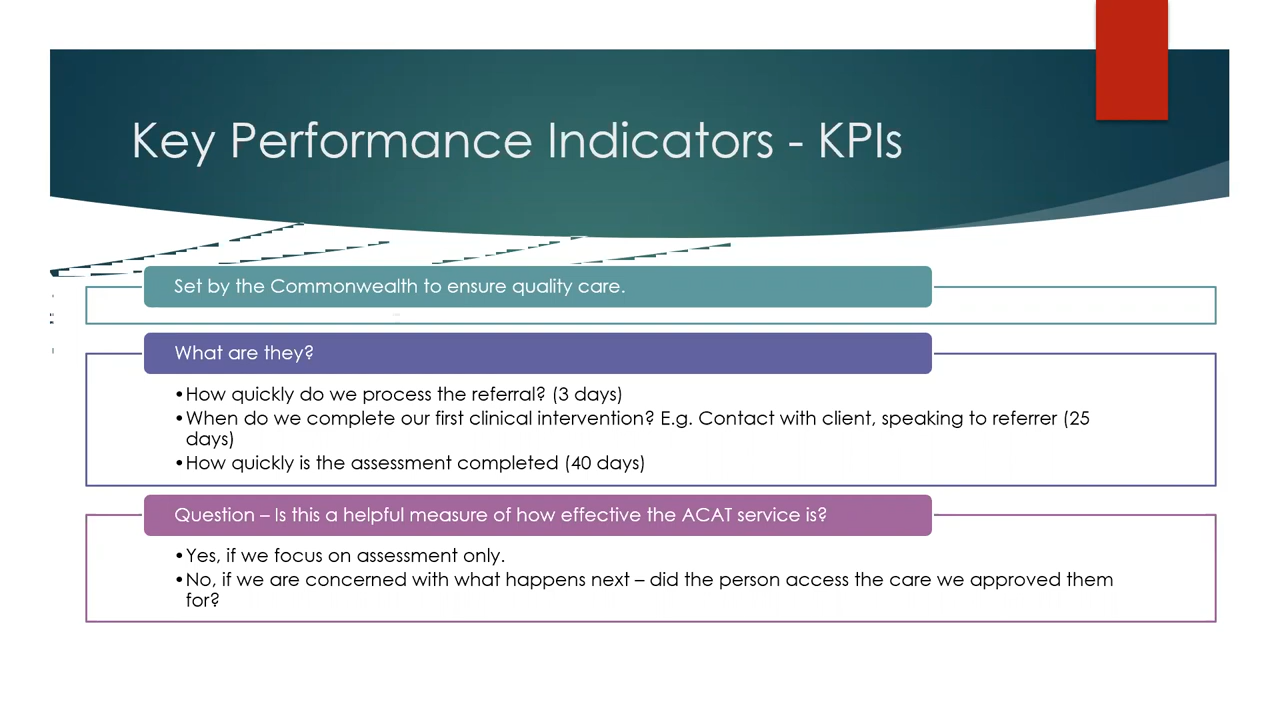 Key Performance Indicators - KPIs
Set by the Commonwealth to ensure quality care.
What are they?
•How quickly do we process the referral? (3 days)
•When do we complete our first clinical intervention? E.g. Contact with client, speaking to referrer (25
days)
•How quickly is the assessment completed (40 days)
Question – Is this a helpful measure of how effective the ACAT service is?
•Yes, if we focus on assessment only.
•No, if we are concerned with what happens next – did the person access the care we approved them
for?